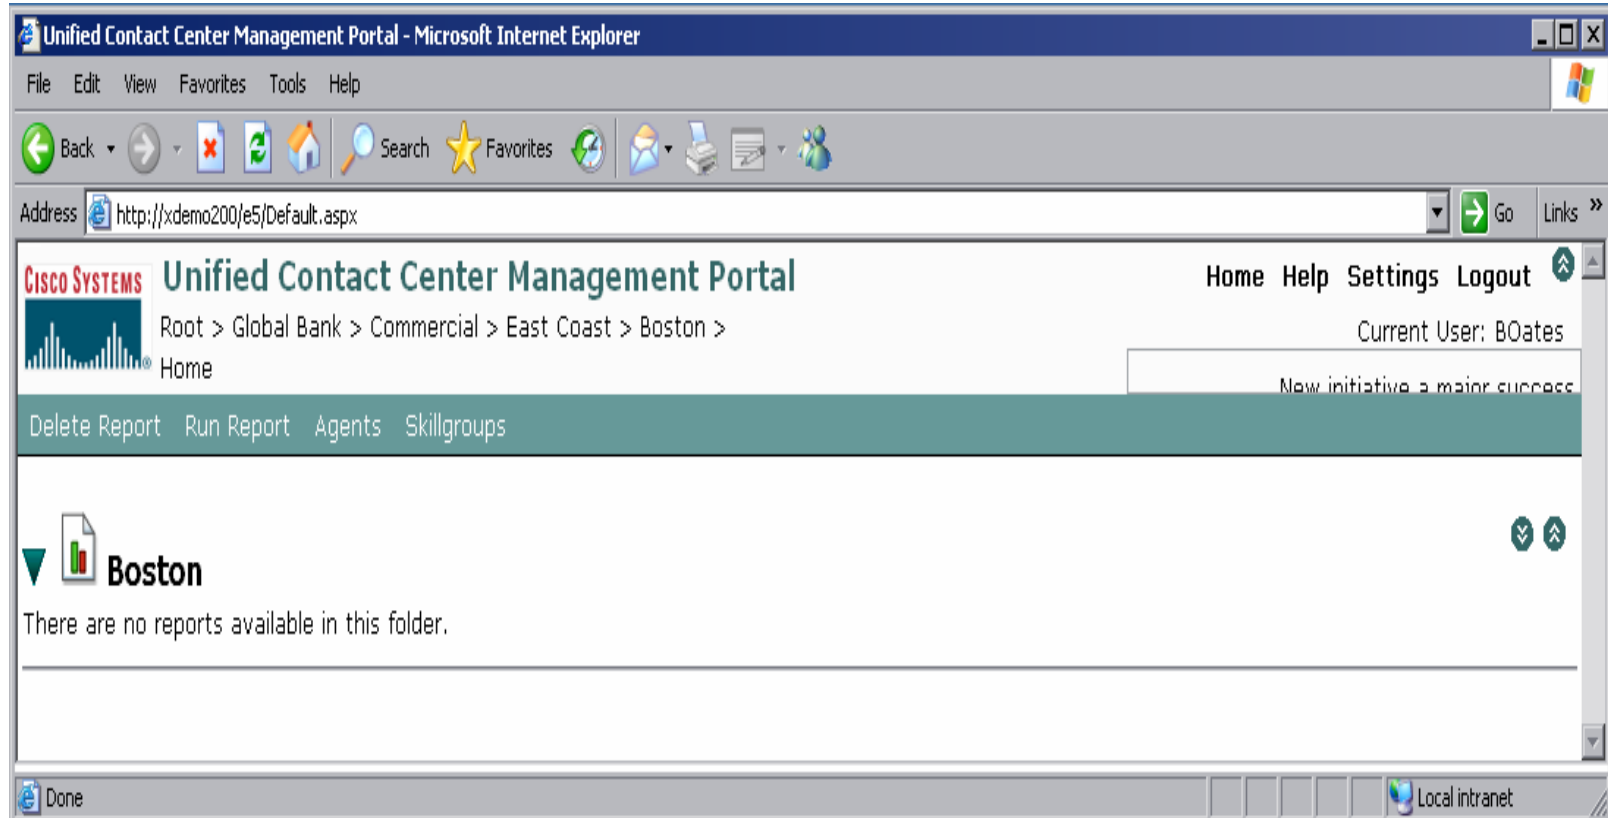 Unified Contact Center Management Portal - Microsoft Internet Explorer
File Edit View Favorites Tools Help
Back Search Favorites
Address http://xdemo200/e5/Default.aspx Go Links »
CISCO SYSTEMS Unified Contact Center Management Portal Home Help Settings Logout
Root > Global Bank > Commercial > East Coast > Boston > Current User: BOates
Home
New initiative a major success
Delete Report Run Report Agents Skillgroups
Boston
There are no reports available in this folder.
Done Local intranet